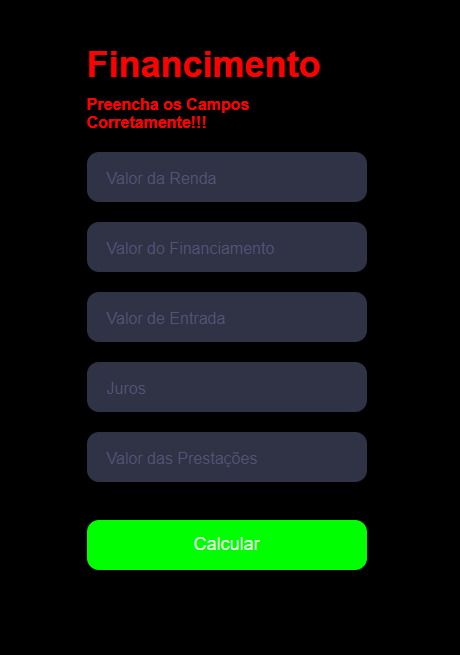 Financimento
Preencha os Campos
Corretamente!!!
Valor da Renda
Valor do Financiamento
Valor de Entrada
Juros
Valor das Prestações
Calcular